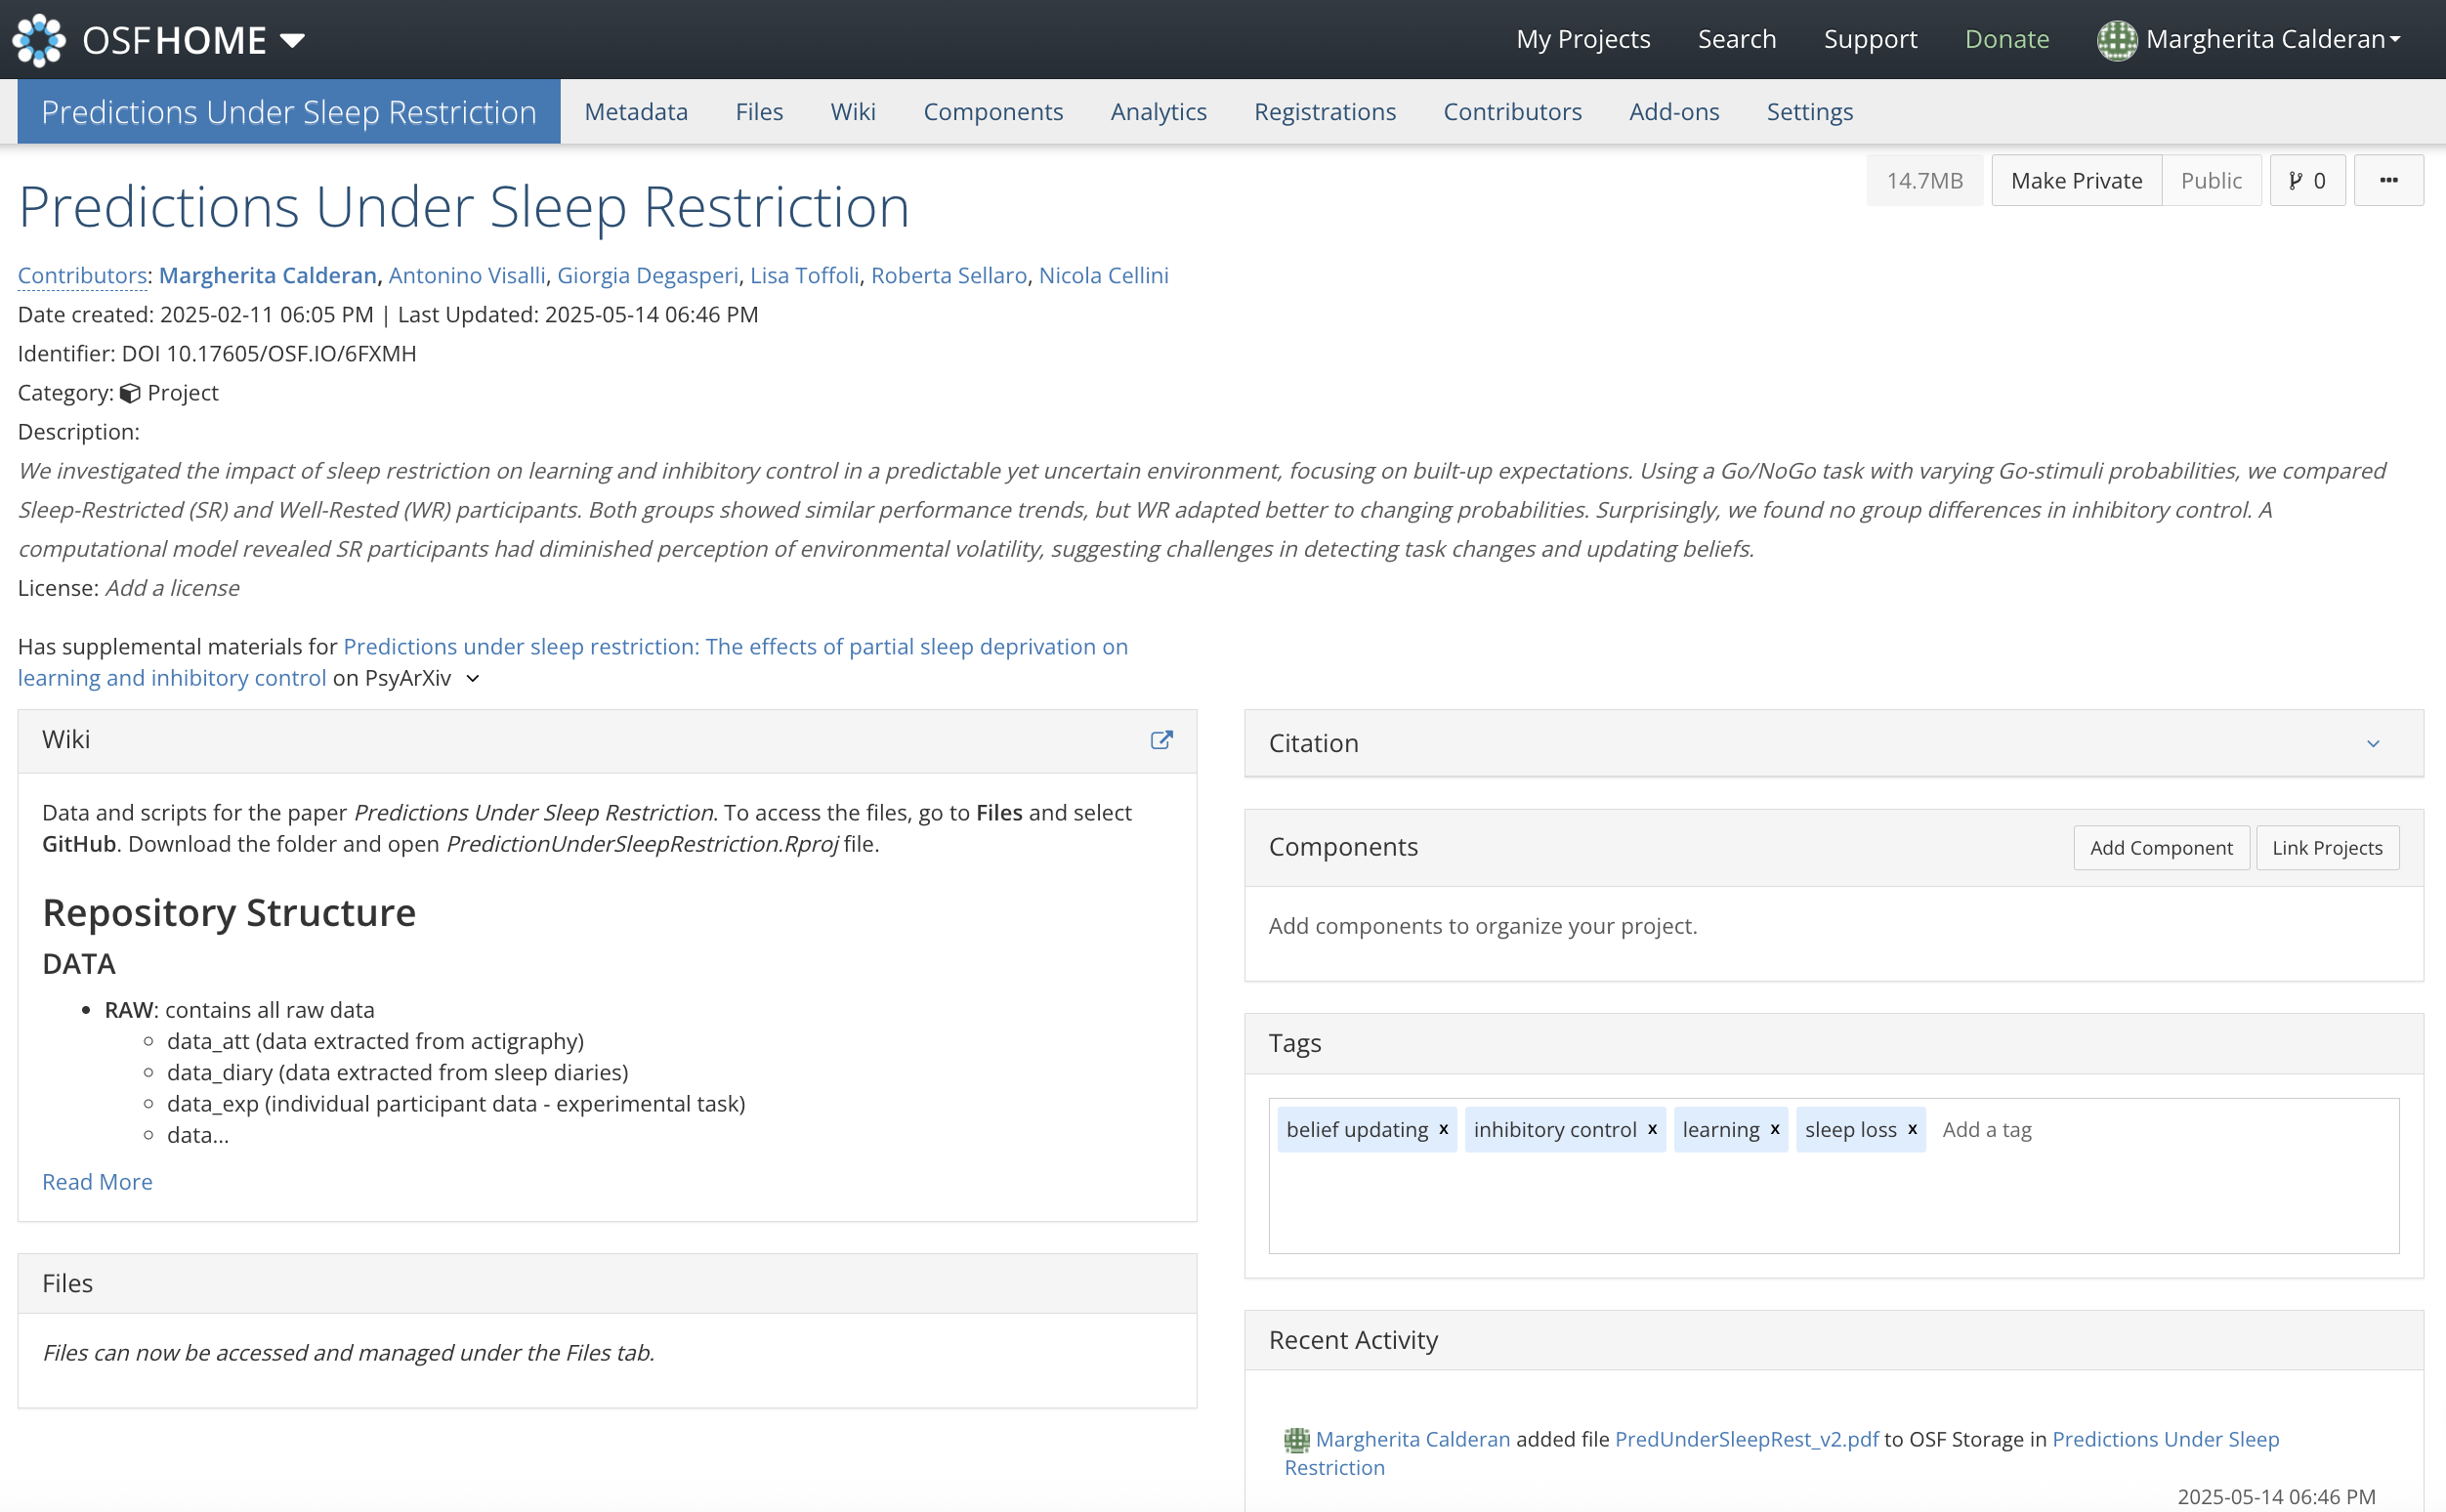 OSFHOME
My Projects
Search
Support
Donate
Margherita Calderan
Predictions Under Sleep Restriction
Metadata
Files
Wiki
Components
Analytics
Registrations
Contributors
Add-ons
Settings
14.7MB
Make Private
Public
0
Predictions Under Sleep Restriction
Contributors: Margherita Calderan, Antonino Visalli, Giorgia Degasperi, Lisa Toffoli, Roberta Sellaro, Nicola Cellini
Date created: 2025-02-11 06:05 PM | Last Updated: 2025-05-14 06:46 PM
Identifier: DOI 10.17605/OSF.IO/6FXMH
Category: Project
Description:
We investigated the impact of sleep restriction on learning and inhibitory control in a predictable yet uncertain environment, focusing on built-up expectations. Using a Go/NoGo task with varying Go-stimuli probabilities, we compared
Sleep-Restricted (SR) and Well-Rested (WR) participants. Both groups showed similar performance trends, but WR adapted better to changing probabilities. Surprisingly, we found no group differences in inhibitory control. A
computational model revealed SR participants had diminished perception of environmental volatility, suggesting challenges in detecting task changes and updating beliefs.
License: Add a license
Has supplemental materials for Predictions under sleep restriction: The effects of partial sleep deprivation on
learning and inhibitory control on PsyArXiv
Wiki
Data and scripts for the paper Predictions Under Sleep Restriction. To access the files, go to Files and select
GitHub. Download the folder and open PredictionUnderSleepRestriction.Rproj file.
Repository Structure
DATA
• RAW: contains all raw data
◦ data_att (data extracted from actigraphy)
◦ data_diary (data extracted from sleep diaries)
◦ data_exp (individual participant data - experimental task)
◦ data...
Read More
Files
Files can now be accessed and managed under the Files tab.
Citation
Components
Add Component
Link Projects
Add components to organize your project.
Tags
belief updating x
inhibitory control x
learning x
sleep loss x
Add a tag
Recent Activity
Margherita Calderan added file PredUnderSleepRest_v2.pdf to OSF Storage in Predictions Under Sleep
Restriction
2025-05-14 06:46 PM